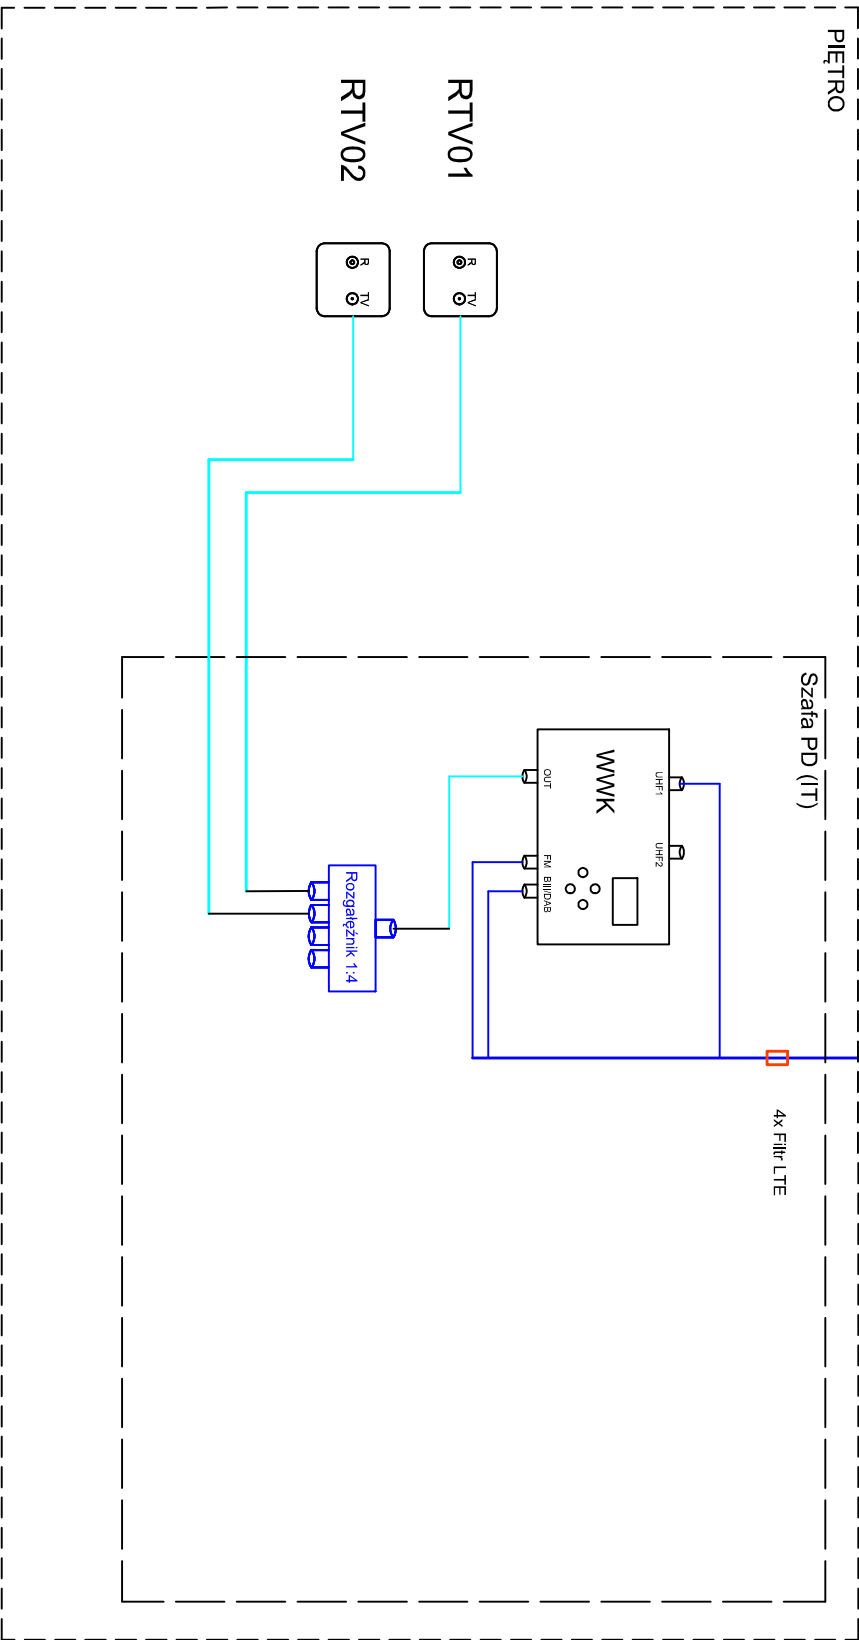 PIĘTRO
RTV01
RTV02
R
TV
R
TV
Szafa PD (IT)
WWK
UHF1
UHF2
OUT
FM
BIII/DAB
Rozgałęźnik 1:4
4x Filtr LTE